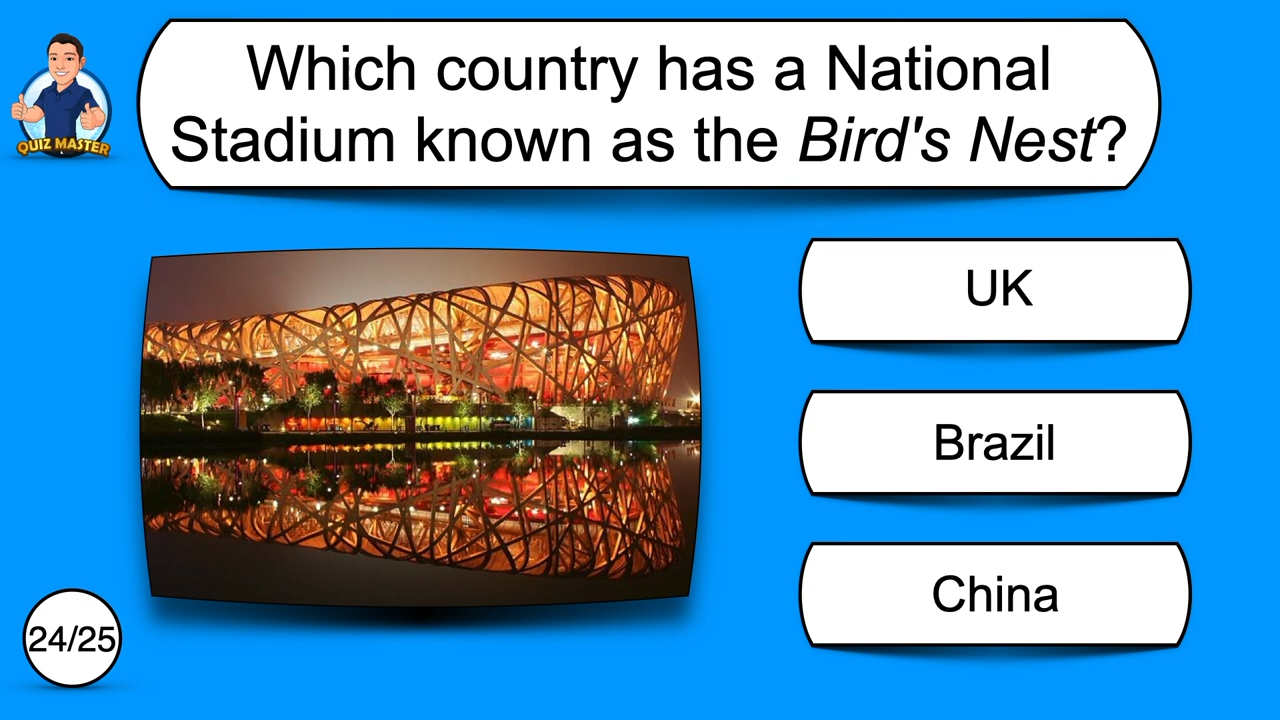 QUIZ MASTER
Which country has a National
Stadium known as the Bird's Nest?
UK
Brazil
China
24/25